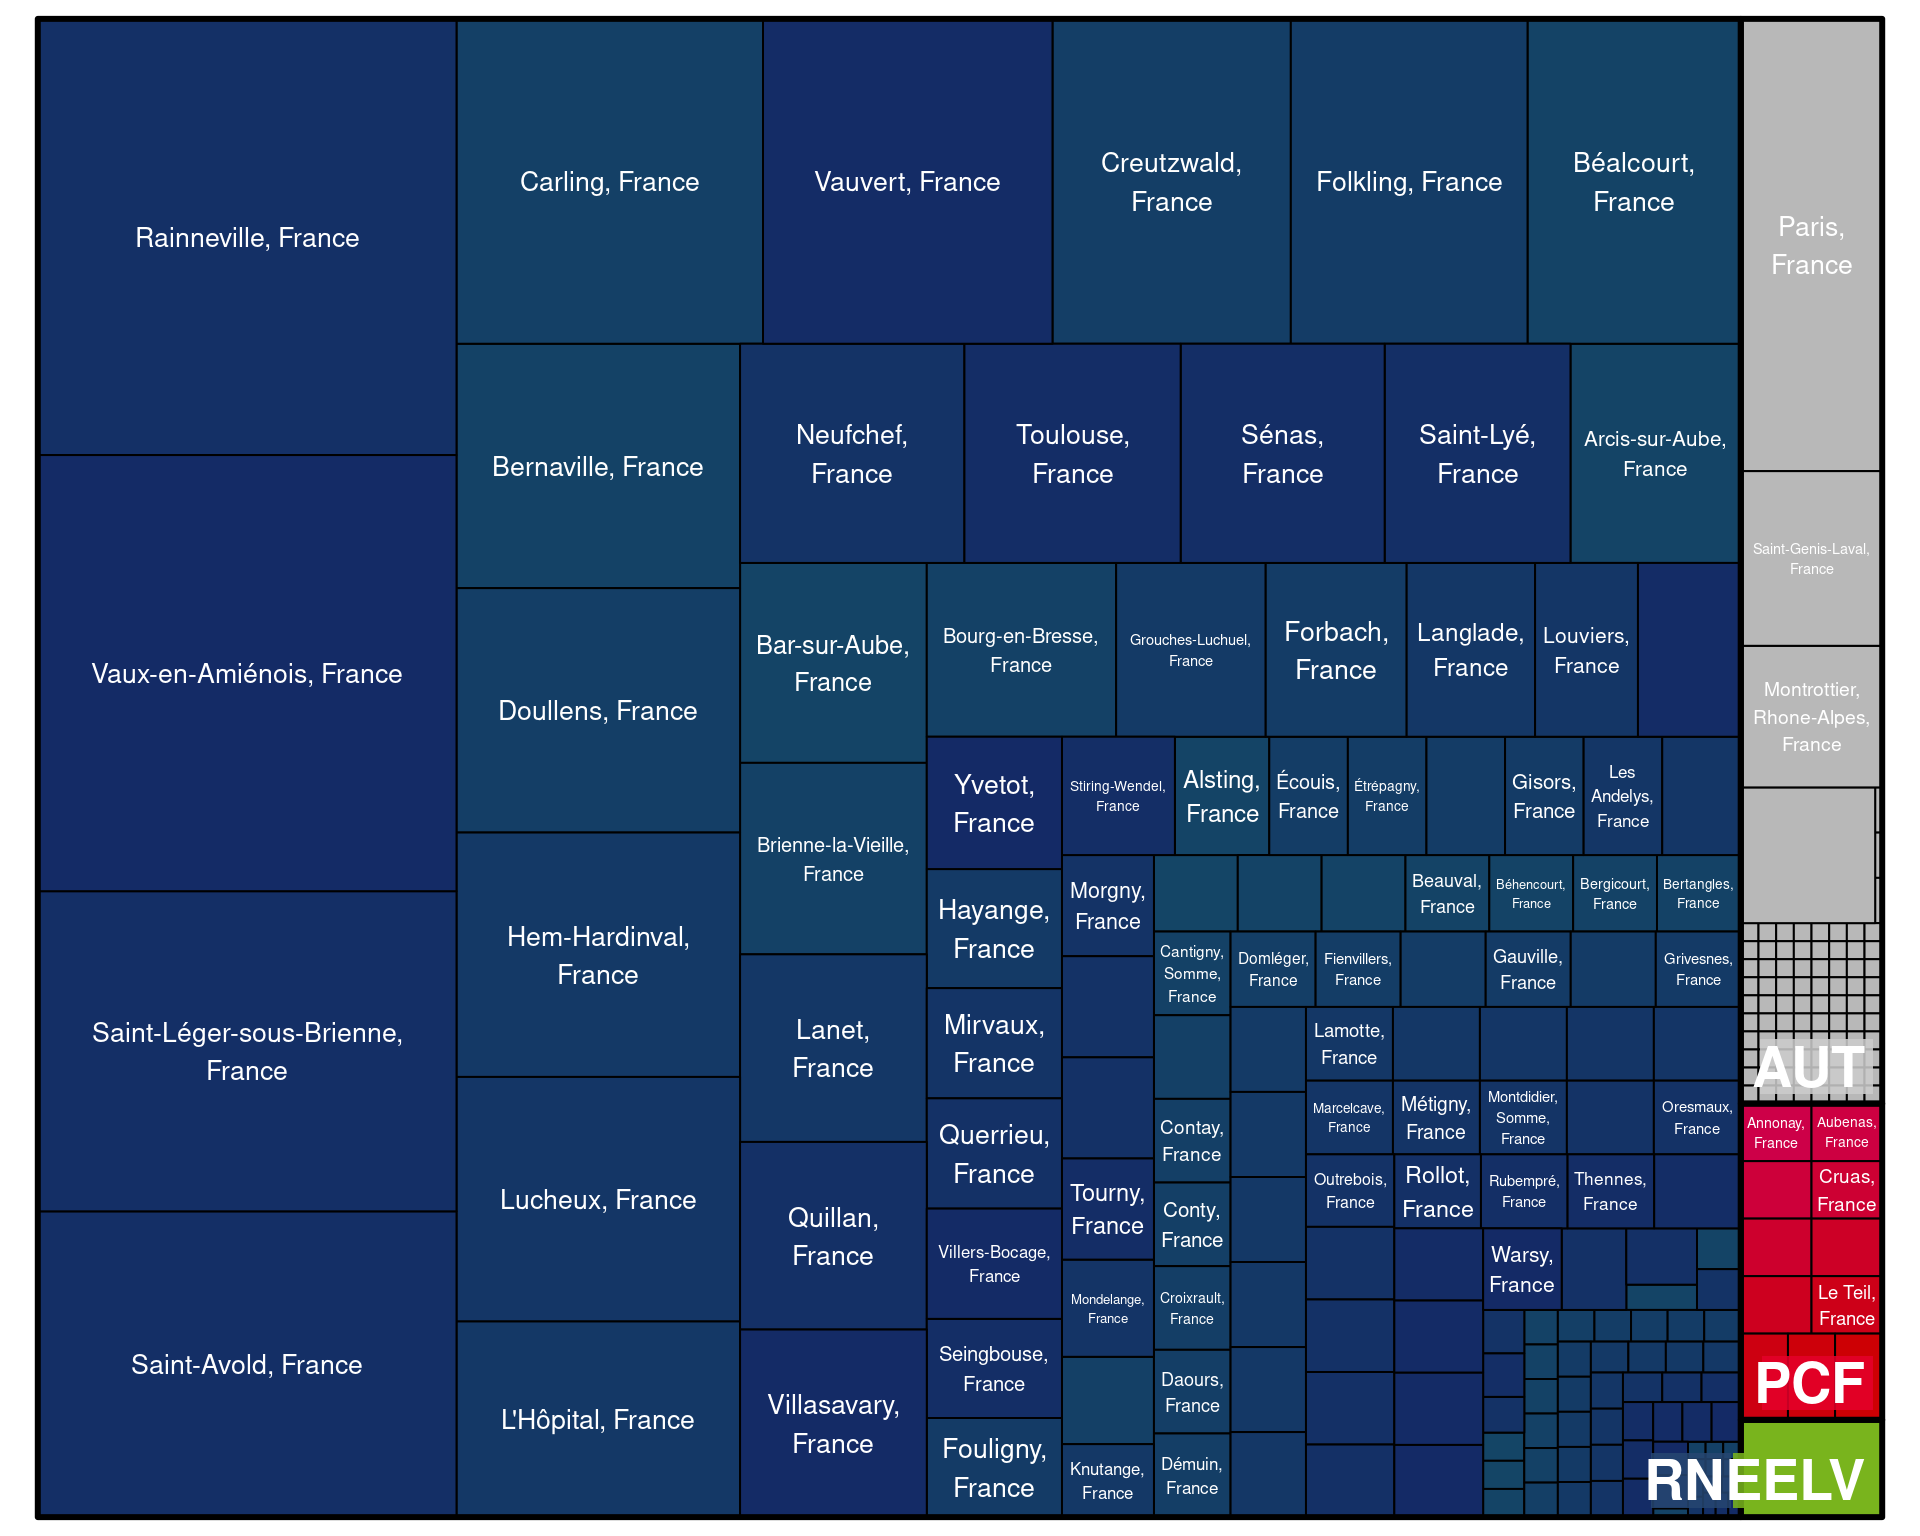 Rainneville, France
Vaux-en-Amiénois, France
Saint-Léger-sous-Brienne,
France
Saint-Avold, France
Carling, France
Vauvert, France
Creutzwald,
France
Folkling, France
Béalcourt,
France
Bernaville, France
Doullens, France
Hem-Hardinval,
France
Lucheux, France
L'Hôpital, France
Neufchef,
France
Toulouse,
France
Sénas,
France
Saint-Lyé,
France
Arcis-sur-Aube,
France
Bar-sur-Aube,
France
Brienne-la-Vieille,
France
Lanet,
France
Quillan,
France
Villasavary,
France
Bourg-en-Bresse,
France
Grouches-Luchuel,
France
Forbach,
France
Langlade,
France
Louviers,
France
Yvetot,
France
Hayange,
France
Mirvaux,
France
Querrieu,
France
Villers-Bocage,
France
Seingbouse,
France
Fouligny,
France
Stiring-Wendel,
France
Alsting,
France
Écouis,
France
Étrépagny,
France
Gisors,
France
Les
Andelys,
France
Morgny,
France
Tourny,
France
Mondelange,
France
Knutange,
France
Beauval,
France
Béhencourt,
France
Bergicourt,
France
Bertangles,
France
Cantigny,
Somme,
France
Contay,
France
Conty,
France
Croixrault,
France
Daours,
France
Démuin,
France
Domléger,
France
Fienvillers,
France
Gauville,
France
Grivesnes,
France
Lamotte,
France
Marcelcave,
France
Métigny,
France
Montdidier,
Somme,
France
Oresmaux,
France
Outrebois,
France
Rollot,
France
Rubempré,
France
Thennes,
France
Warsy,
France
Paris,
France
Saint-Genis-Laval,
France
Montrottier,
Rhone-Alpes,
France
AUT
Annonay,
France
Aubenas,
France
Cruas,
France
Le Teil,
France
PCF
RN
EELV